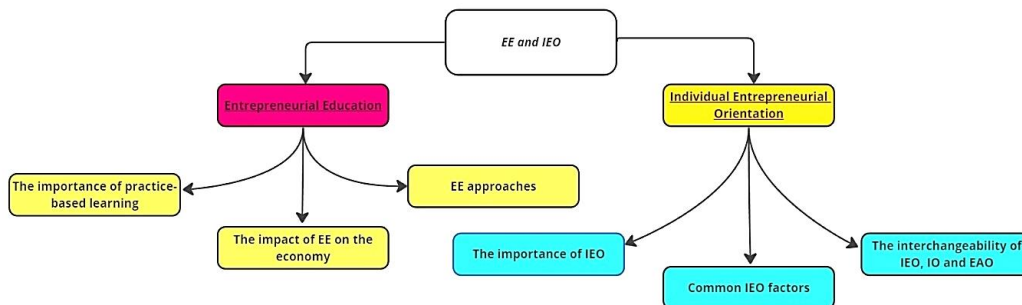 EE and IEO
Entrepreneurial Education
Individual Entrepreneurial
Orientation
The importance of practice-
based learning
EE approaches
The impact of EE on the
economy
The importance of IEO
Common IEO factors
The interchangeability of
IEO, IO and EAO